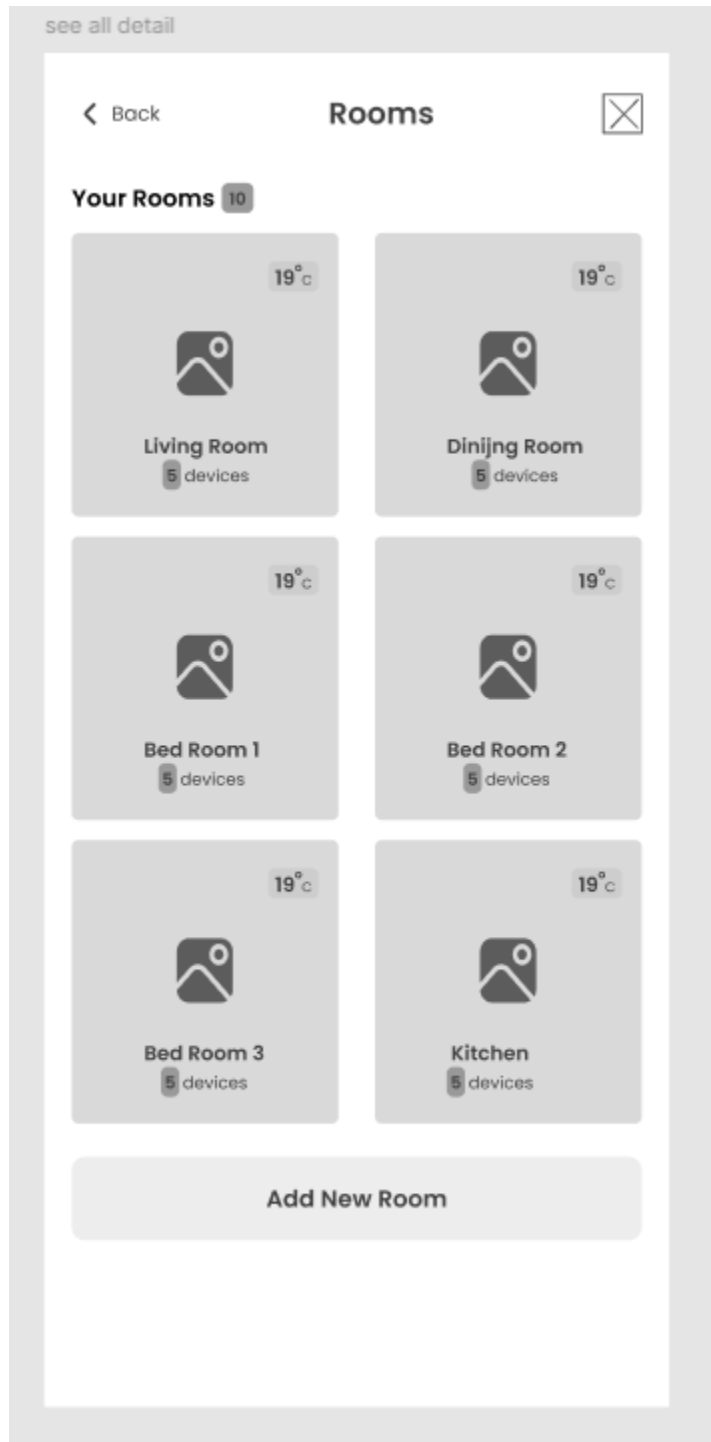 see all detail
Back
Rooms
Your Rooms 10
19°c
19°c
Living Room
5 devices
Dinijng Room
5 devices
19°c
19°c
Bed Room 1
5 devices
Bed Room 2
5 devices
19°c
19°c
Bed Room 3
5 devices
Kitchen
5 devices
Add New Room